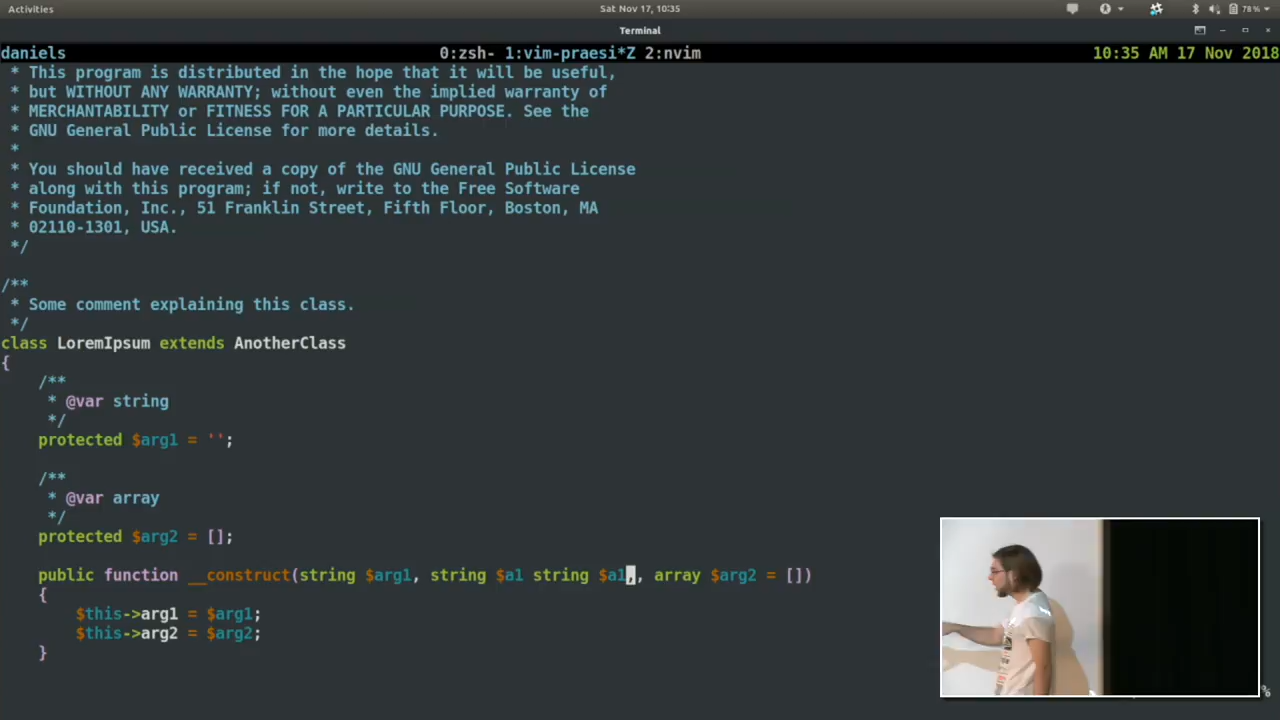 Activities
Sat Nov 17, 10:35
78%
Terminal
daniels 0:zsh- 1:vim-praesi*Z 2:nvim 10:35 AM 17 Nov 2018
* This program is distributed in the hope that it will be useful,
* but WITHOUT ANY WARRANTY; without even the implied warranty of
* MERCHANTABILITY or FITNESS FOR A PARTICULAR PURPOSE. See the
* GNU General Public License for more details.
*
* You should have received a copy of the GNU General Public License
* along with this program; if not, write to the Free Software
* Foundation, Inc., 51 Franklin Street, Fifth Floor, Boston, MA
* 02110-1301, USA.
*/
/**
* Some comment explaining this class.
*/
class LoremIpsum extends AnotherClass
{
/**
* @var string
*/
protected $arg1 = '';
/**
* @var array
*/
protected $arg2 = [];
public function __construct(string $arg1, string $a1 string $a1,, array $arg2 = [])
{
$this->arg1 = $arg1;
$this->arg2 = $arg2;
}
%